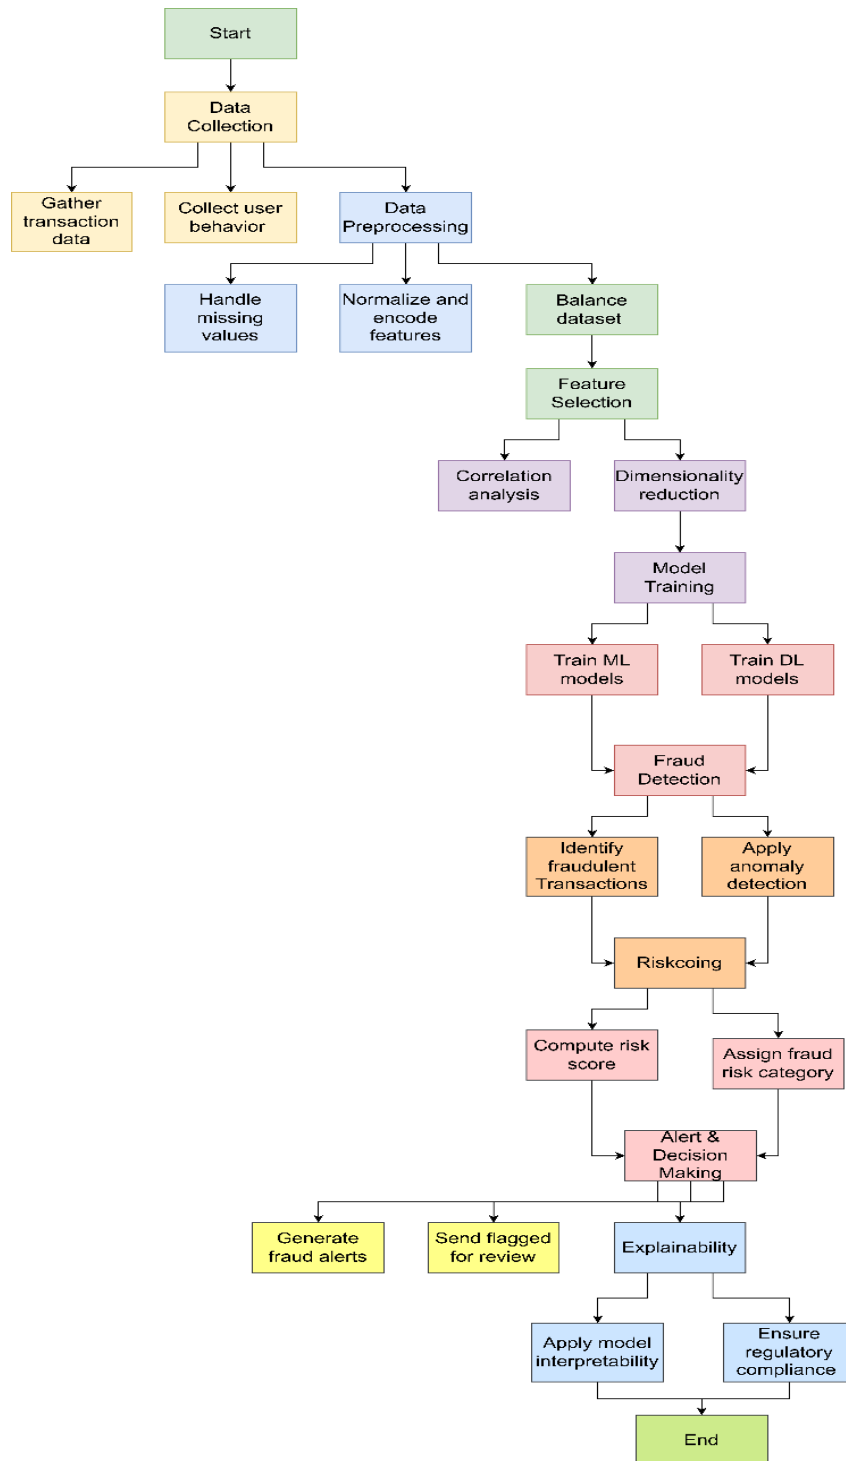 Start
Data
Collection
Gather
transaction
data
Collect user
behavior
Data
Preprocessing
Handle
missing
values
Normalize and
encode
features
Balance
dataset
Feature
Selection
Correlation
analysis
Dimensionality
reduction
Model
Training
Train ML
models
Train DL
models
Fraud
Detection
Identify
fraudulent
Transactions
Apply
anomaly
detection
Riskcoing
Compute risk
score
Assign fraud
risk category
Alert &
Decision
Making
Generate
fraud alerts
Send flagged
for review
Explainability
Apply model
interpretability
Ensure
regulatory
compliance
End